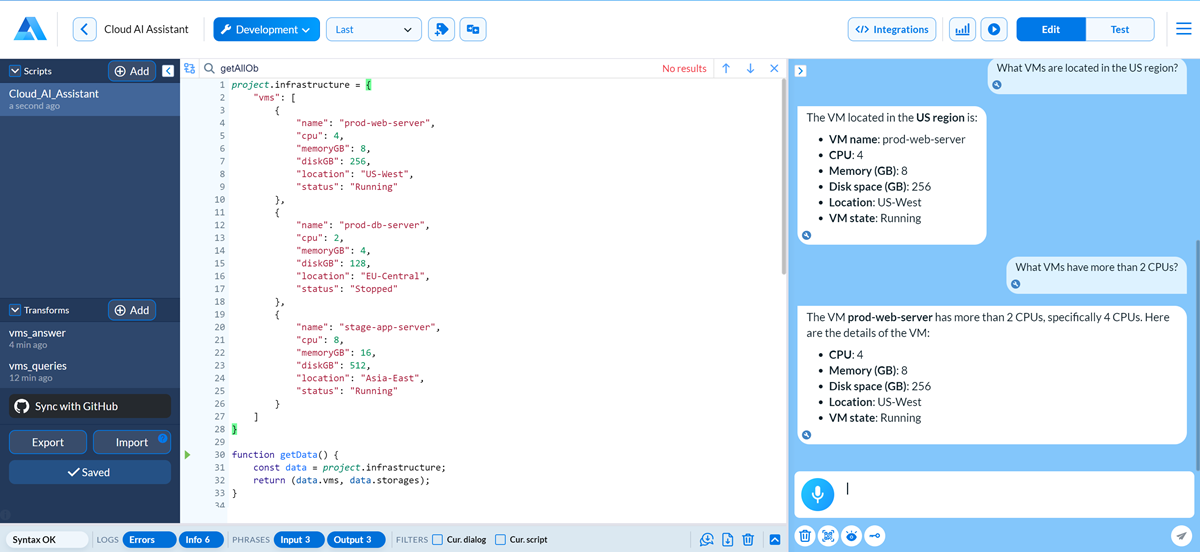 Cloud AI Assistant
Development
Last
</> Integrations
Edit
Test
Scripts
Add
Cloud_AI_Assistant
a second ago
Transforms
Add
vms_answer
4 min ago
vms_queries
12 min ago
Sync with GitHub
Export
Import
?
Saved
getAllOb
No results
1 project.infrastructure = {
2 "vms": [
3 {
4 "name": "prod-web-server",
5 "cpu": 4,
6 "memoryGB": 8,
7 "diskGB": 256,
8 "location": "US-West",
9 "status": "Running"
10 },
11 {
12 "name": "prod-db-server",
13 "cpu": 2,
14 "memoryGB": 4,
15 "diskGB": 128,
16 "location": "EU-Central",
17 "status": "Stopped"
18 },
19 {
20 "name": "stage-app-server",
21 "cpu": 8,
22 "memoryGB": 16,
23 "diskGB": 512,
24 "location": "Asia-East",
25 "status": "Running"
26 }
27 ]
28 }
29
30 function getData() {
31 const data = project.infrastructure;
32 return (data.vms, data.storages);
33 }
34
What VMs are located in the US region?
The VM located in the US region is:
• VM name: prod-web-server
• CPU: 4
• Memory (GB): 8
• Disk space (GB): 256
• Location: US-West
• VM state: Running
What VMs have more than 2 CPUs?
The VM prod-web-server has more than 2 CPUs, specifically 4 CPUs. Here
are the details of the VM:
• CPU: 4
• Memory (GB): 8
• Disk space (GB): 256
• Location: US-West
• VM state: Running
Syntax OK
LOGS
Errors
Info 6
PHRASES
Input 3
Output 3
FILTERS
Cur. dialog
Cur. script